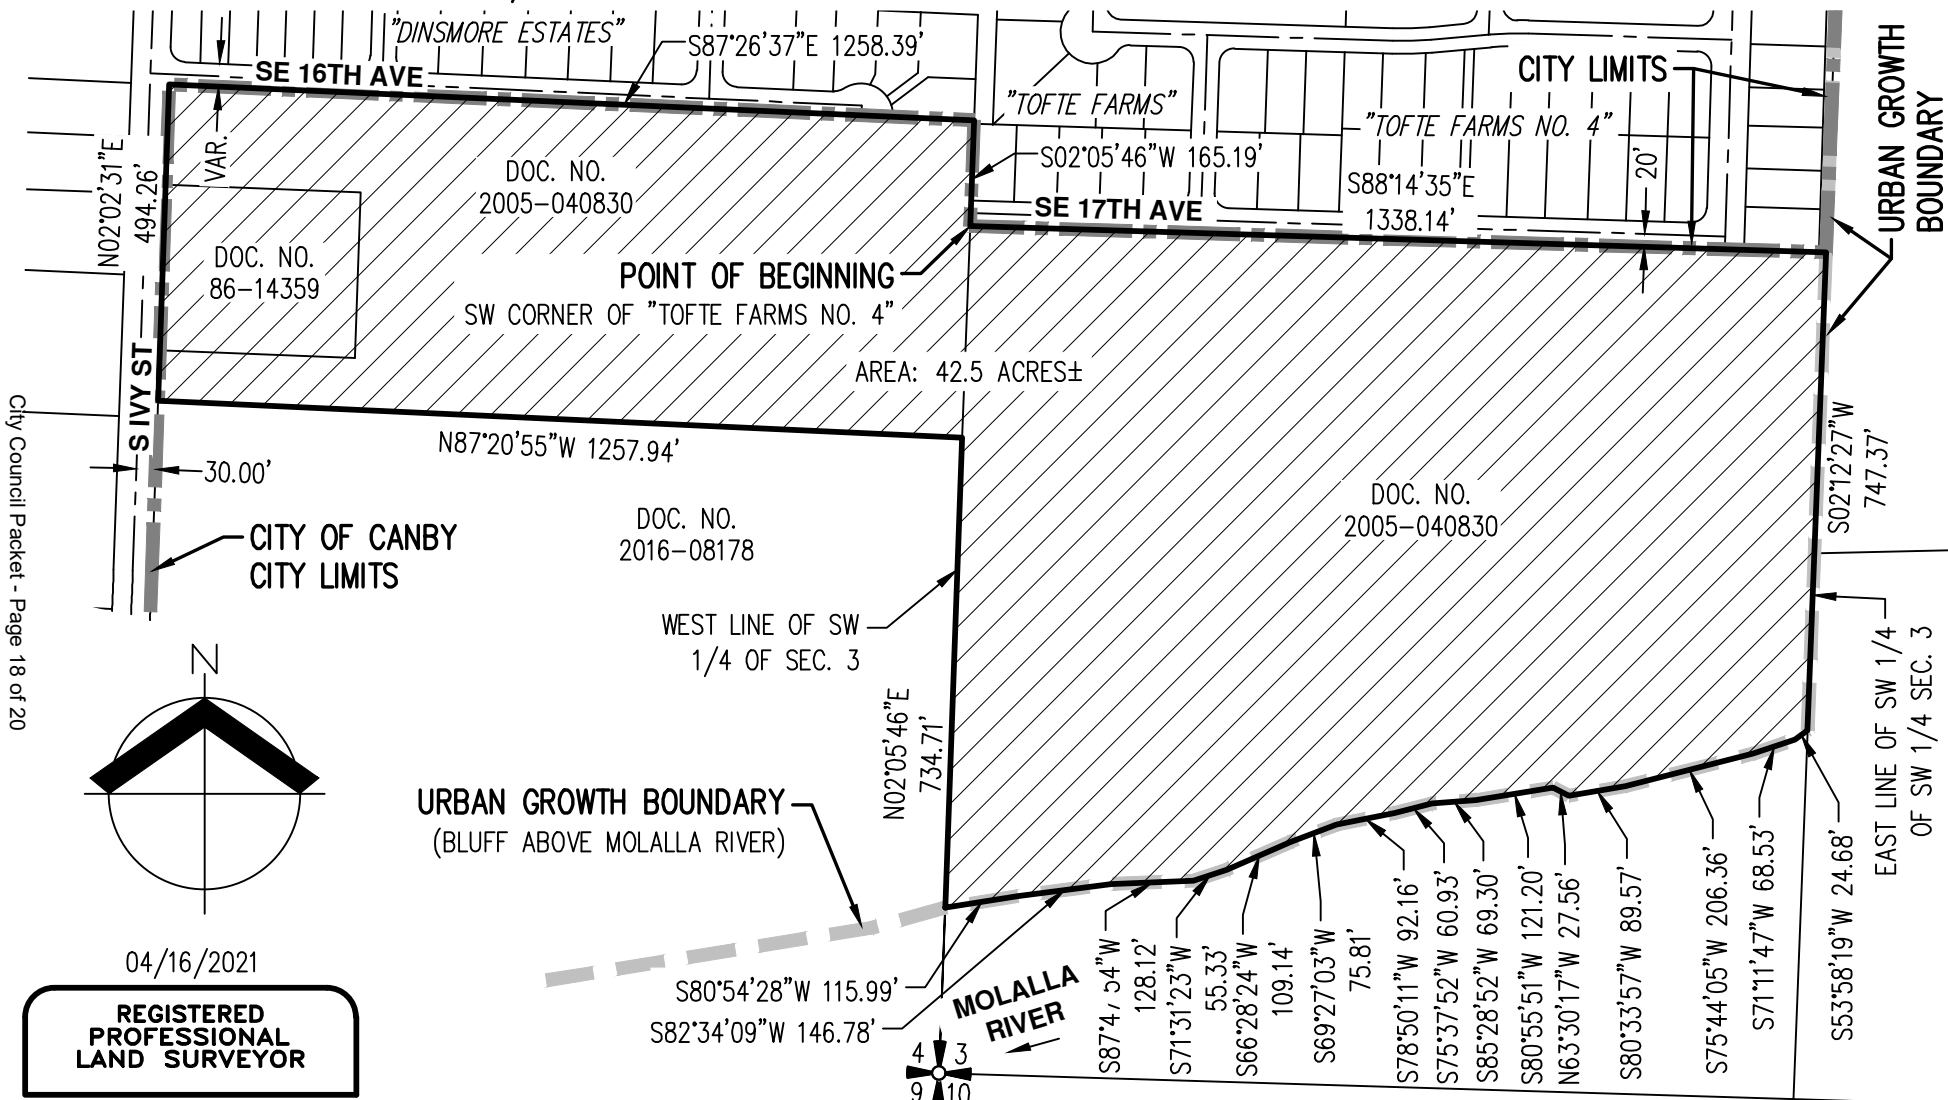 "DINSMORE ESTATES"
S87°26'37"E 1258.39'
SE 16TH AVE
"TOFTE FARMS"
CITY LIMITS
"TOFTE FARMS NO. 4"
URBAN GROWTH
BOUNDARY
VAR.
N02°02'31"E
494.26'
DOC. NO.
2005-040830
S02°05'46"W 165.19'
S88°14'35"E
1338.14'
20'
SE 17TH AVE
DOC. NO.
86-14359
POINT OF BEGINNING
SW CORNER OF "TOFTE FARMS NO. 4"
AREA: 42.5 ACRES±
S IVY ST
N87°20'55"W 1257.94'
30.00'
CITY OF CANBY
CITY LIMITS
DOC. NO.
2016-08178
DOC. NO.
2005-040830
S02°12'27"W
747.37'
WEST LINE OF SW
1/4 OF SEC. 3
EAST LINE OF SW 1/4
OF SW 1/4 SEC. 3
City Council Packet - Page 18 of 20
N
N02°05'46"E
734.71'
URBAN GROWTH BOUNDARY
(BLUFF ABOVE MOLALLA RIVER)
S80°54'28"W 115.99'
S82°34'09"W 146.78'
54"W
128.12'
S71°31'23"W
55.33'
S66°28'24"W
109.14'
S69°27'03"W
75.81'
S78°50'11"W 92.16'
S75°37'52"W 60.93'
S85°28'52"W 69.30'
S80°55'51"W 121.20'
N63°30'17"W 27.56'
S80°33'57"W 89.57'
S75°44'05"W 206.36'
S71°11'47"W 68.53'
S53°58'19"W 24.68'
MOLALLA
RIVER
4 3
9 10
04/16/2021
REGISTERED
PROFESSIONAL
LAND SURVEYOR